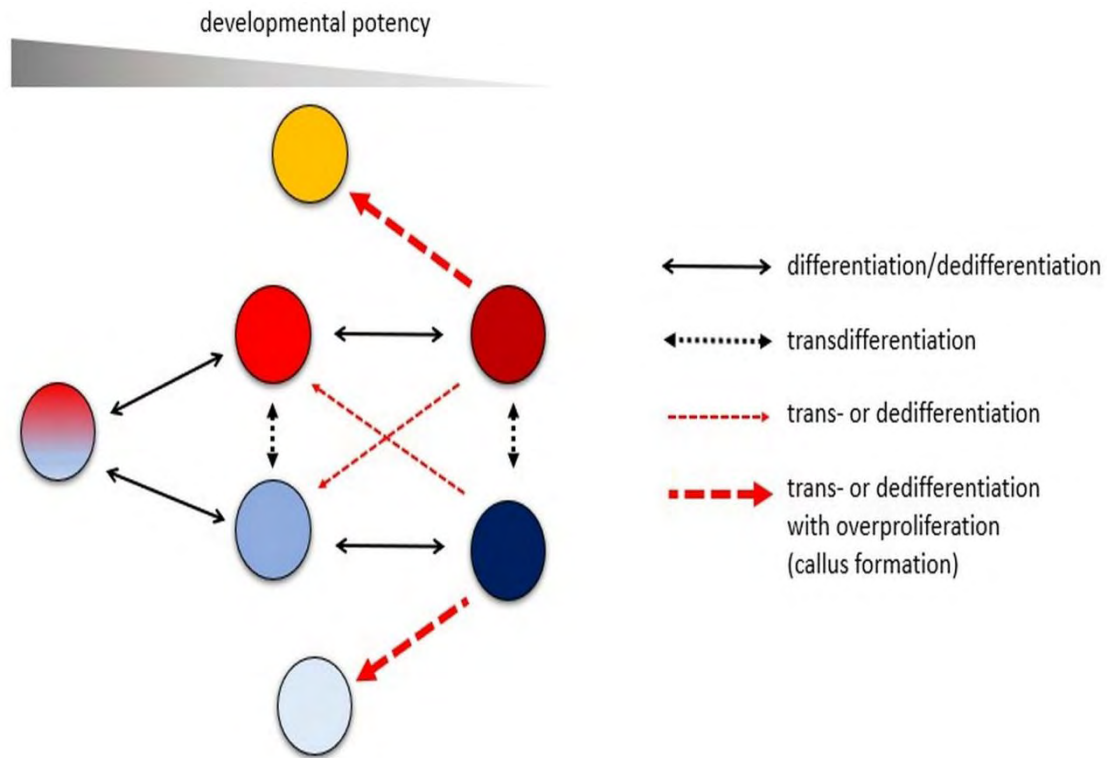 developmental potency
differentiation/dedifferentiation
transdifferentiation
trans- or dedifferentiation
trans- or dedifferentiation
with overproliferation
(callus formation)